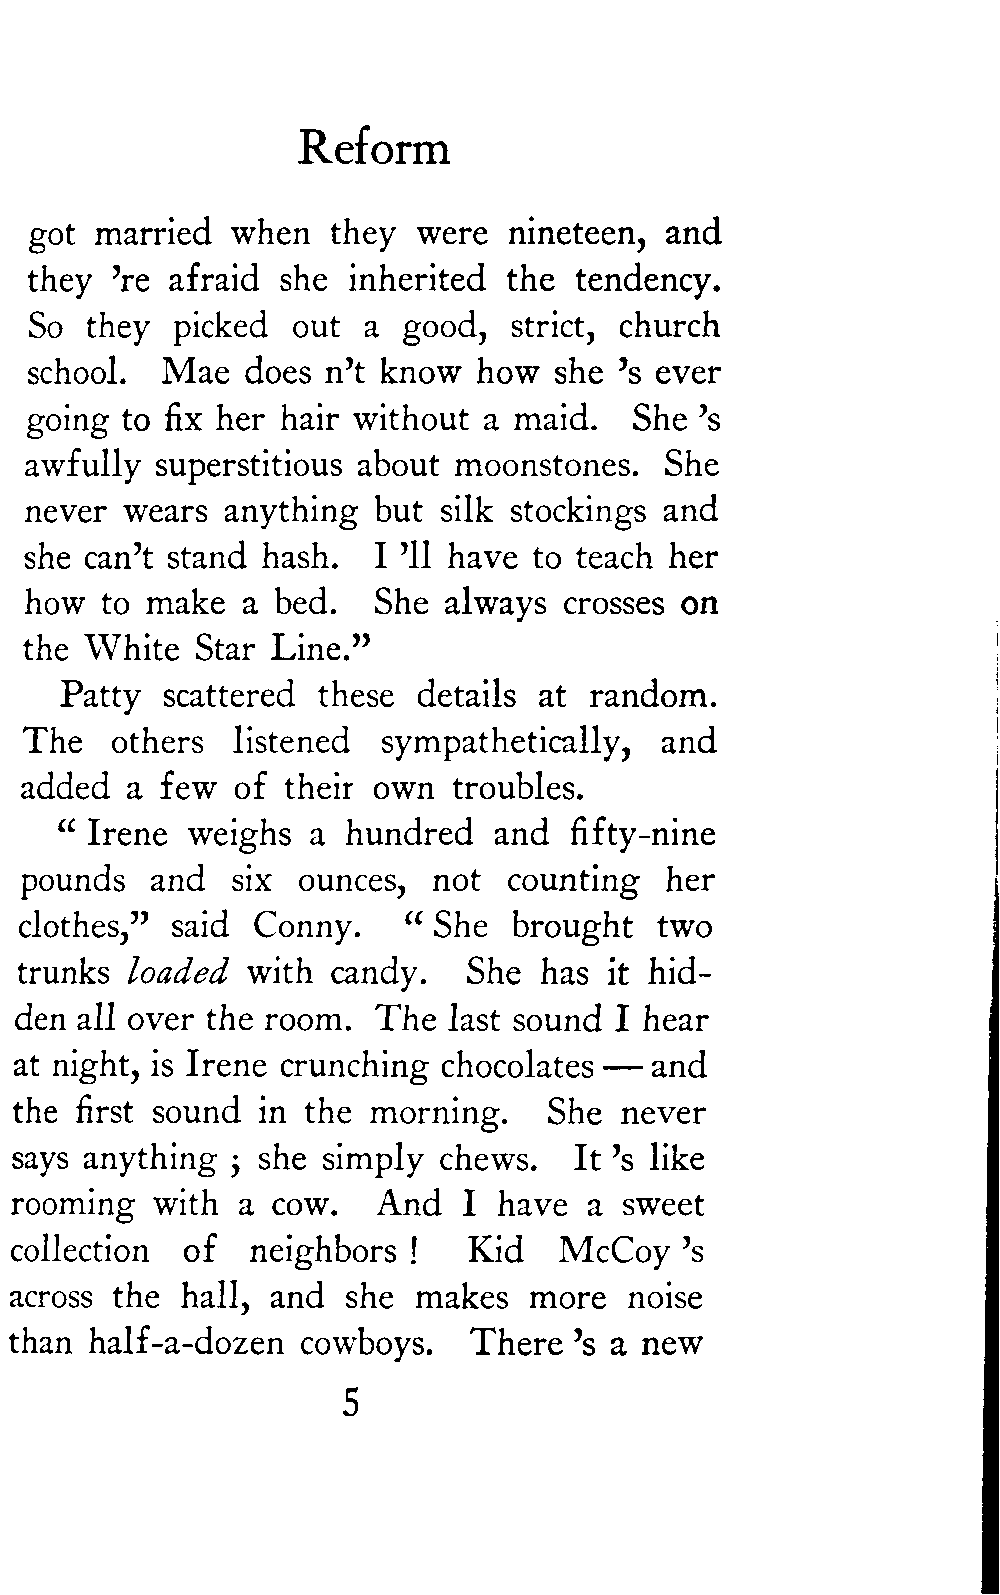 Reform
got married when they were nineteen, and
they 're afraid she inherited the tendency.
So they picked out a good, strict, church
school. Mae does n't know how she 's ever
going to fix her hair without a maid. She 's
awfully superstitious about moonstones. She
never wears anything but silk stockings and
she can't stand hash. I 'll have to teach her
how to make a bed. She always crosses on
the White Star Line."
Patty scattered these details at random.
The others listened sympathetically, and
added a few of their own troubles.
" Irene weighs a hundred and fifty-nine
pounds and six ounces, not counting her
clothes," said Conny. " She brought two
trunks loaded with candy. She has it hid-
den all over the room. The last sound I hear
at night, is Irene crunching chocolates — and
the first sound in the morning. She never
says anything ; she simply chews. It 's like
rooming with a cow. And I have a sweet
collection of neighbors ! Kid McCoy 's
across the hall, and she makes more noise
than half-a-dozen cowboys. There 's a new
5